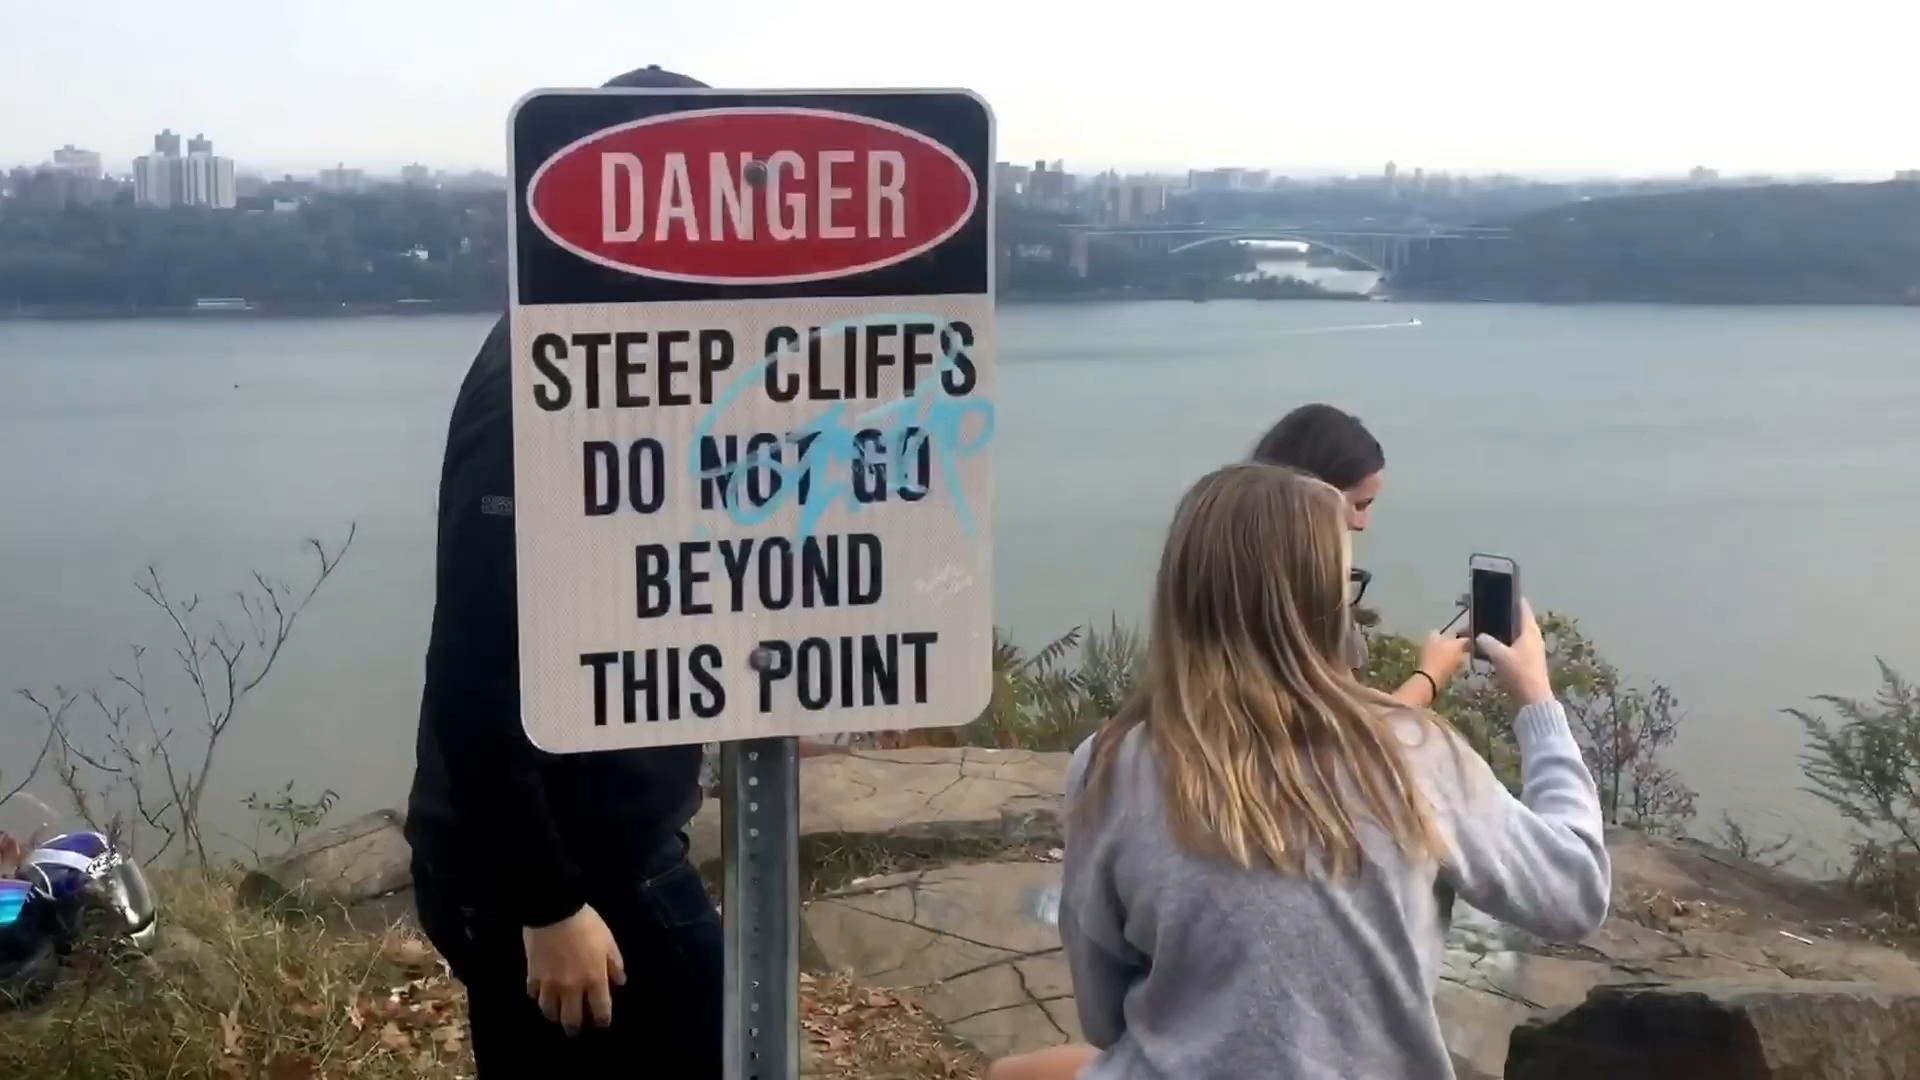 DANGER
STEEP CLIFFS
DO NOT GO
BEYOND
THIS POINT